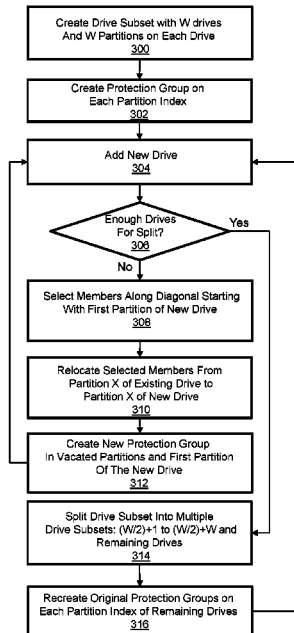 Create Drive Subset with W drives
And W Partitions on Each Drive
300
Create Protection Group on
Each Partition Index
302
Add New Drive
304
Enough Drives
For Split?
306
Yes
No
Select Members Along Diagonal Starting
With First Partition of New Drive
308
Relocate Selected Members From
Partition X of Existing Drive to
Partition X of New Drive
310
Create New Protection Group
In Vacated Partitions and First Partition
Of The New Drive
312
Split Drive Subset Into Multiple
Drive Subsets: (W/2)+1 to (W/2)+W and
Remaining Drives
314
Recreate Original Protection Groups on
Each Partition Index of Remaining Drives
316